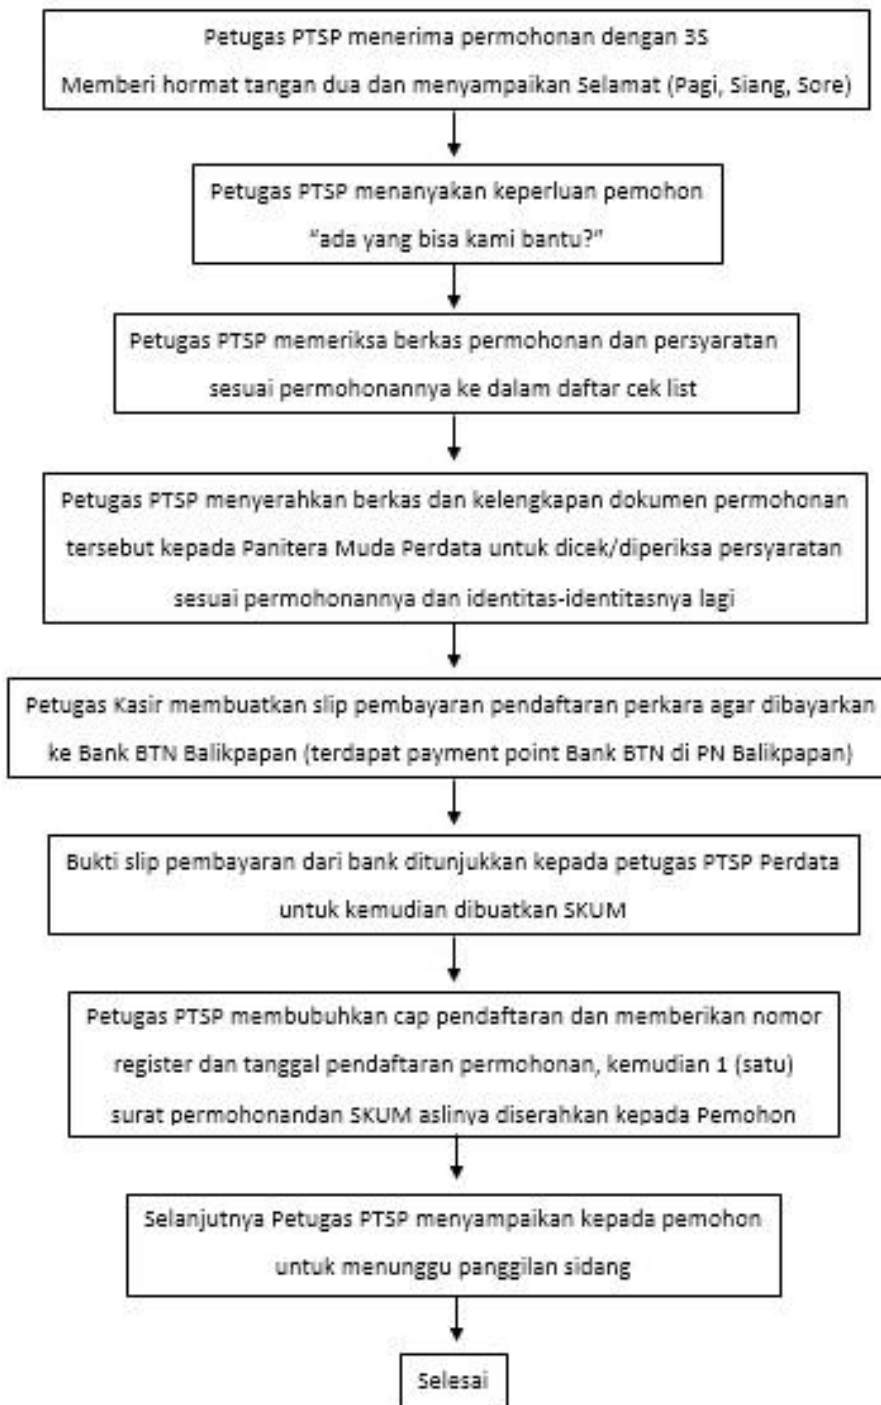 Petugas PTSP menerima permohonan dengan 3S
Memberi hormat tangan dua dan menyampaikan Selamat (Pagi, Siang, Sore)
Petugas PTSP menanyakan keperluan pemohon
"ada yang bisa kami bantu?"
Petugas PTSP memeriksa berkas permohonan dan persyaratan
sesuai permohonannya ke dalam daftar cek list
Petugas PTSP menyerahkan berkas dan kelengkapan dokumen permohonan
tersebut kepada Panitera Muda Perdata untuk dicek/diperiksa persyaratan
sesuai permohonannya dan identitas-identitasnya lagi
Petugas Kasir membuatkan slip pembayaran pendaftaran perkara agar dibayarkan
ke Bank BTN Balikpapan (terdapat payment point Bank BTN di PN Balikpapan)
Bukti slip pembayaran dari bank ditunjukkan kepada petugas PTSP Perdata
untuk kemudian dibuatkan SKUM
Petugas PTSP membubuhkan cap pendaftaran dan memberikan nomor
register dan tanggal pendaftaran permohonan, kemudian 1 (satu)
surat permohonandan SKUM aslinya diserahkan kepada Pemohon
Selanjutnya Petugas PTSP menyampaikan kepada pemohon
untuk menunggu panggilan sidang
Selesai